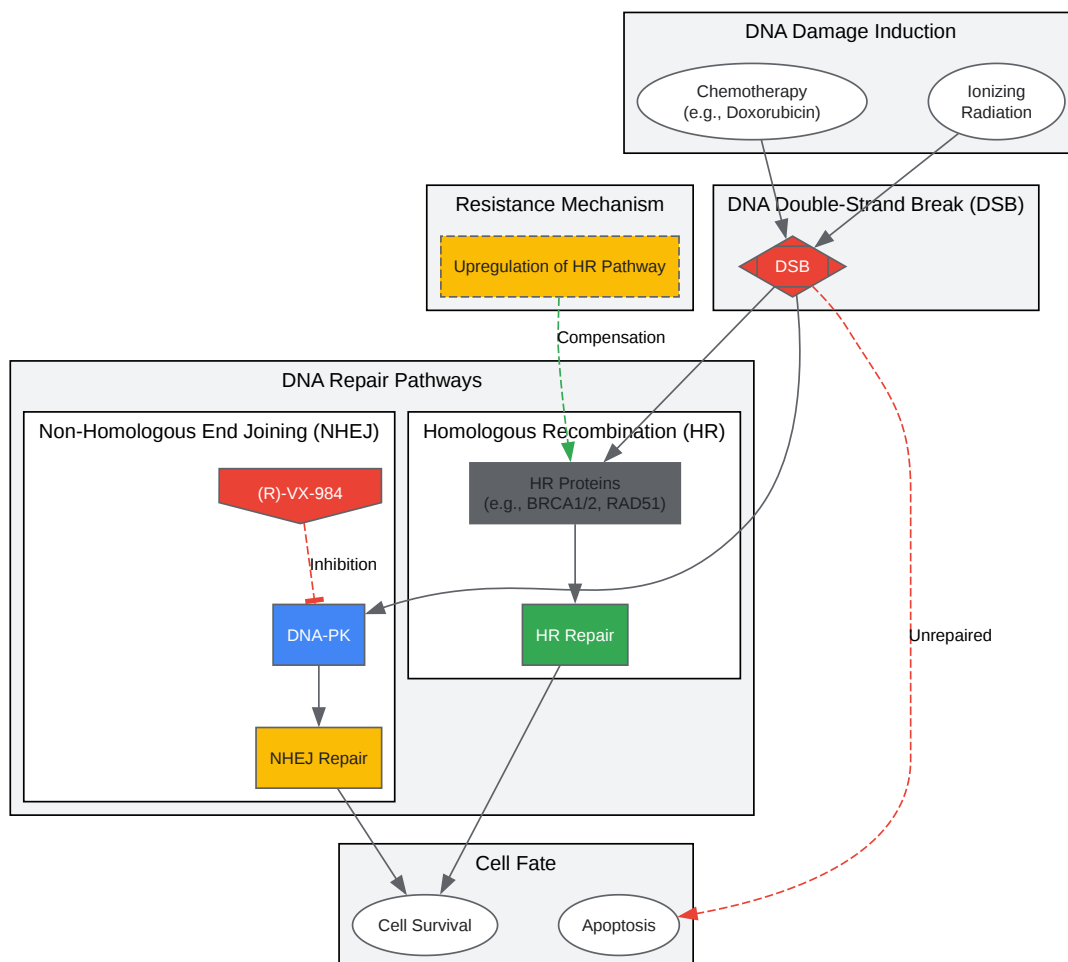 DNA Damage Induction
Chemotherapy
(e.g., Doxorubicin)
Ionizing
Radiation
Resistance Mechanism
Upregulation of HR Pathway
DNA Double-Strand Break (DSB)
DSB
Compensation
DNA Repair Pathways
Non-Homologous End Joining (NHEJ)
(R)-VX-984
Inhibition
DNA-PK
NHEJ Repair
Homologous Recombination (HR)
HR Proteins
(e.g., BRCA1/2, RAD51)
HR Repair
Unrepaired
Cell Fate
Cell Survival
Apoptosis